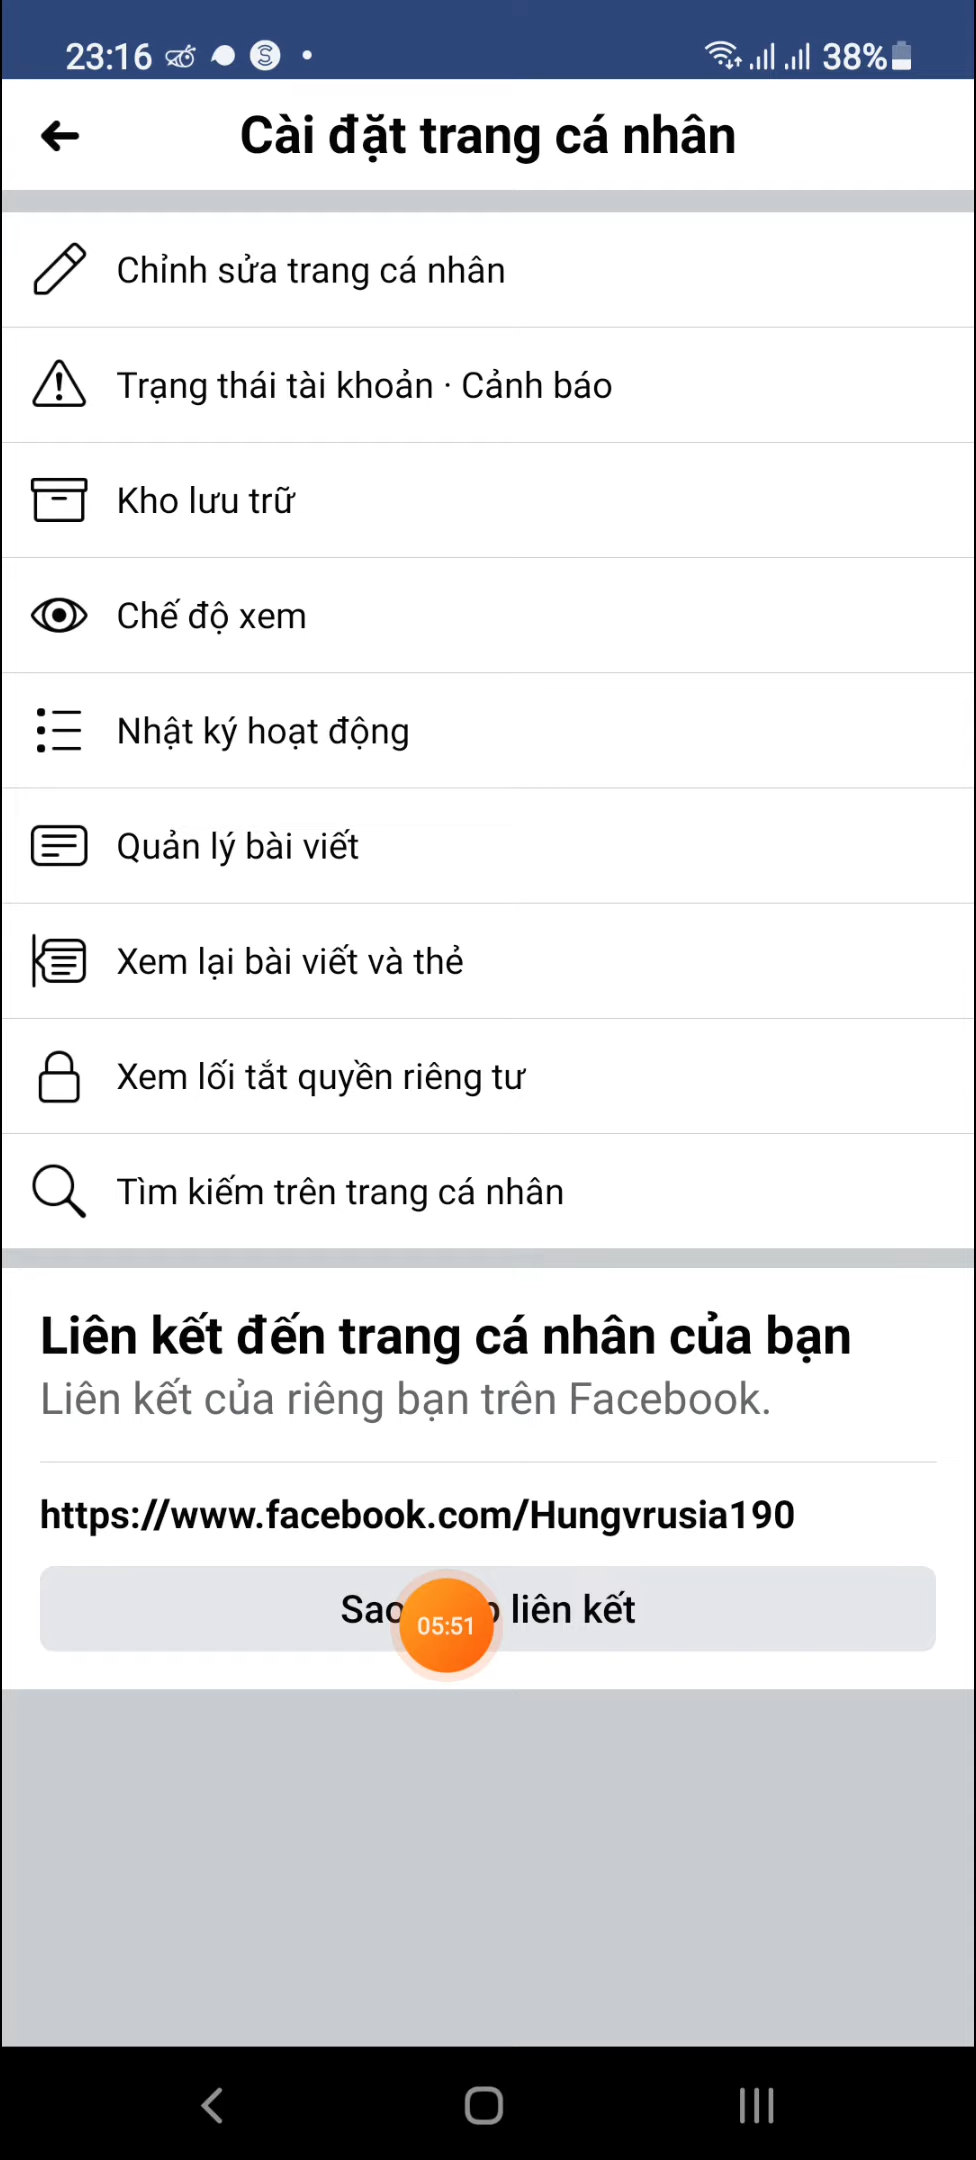 23:16 38%
Cài đặt trang cá nhân
Chỉnh sửa trang cá nhân
Trạng thái tài khoản · Cảnh báo
Kho lưu trữ
Chế độ xem
Nhật ký hoạt động
Quản lý bài viết
Xem lại bài viết và thẻ
Xem lối tắt quyền riêng tư
Tìm kiếm trên trang cá nhân
Liên kết đến trang cá nhân của bạn
Liên kết của riêng bạn trên Facebook.
https://www.facebook.com/Hungvrusia190
liên kết
05:51